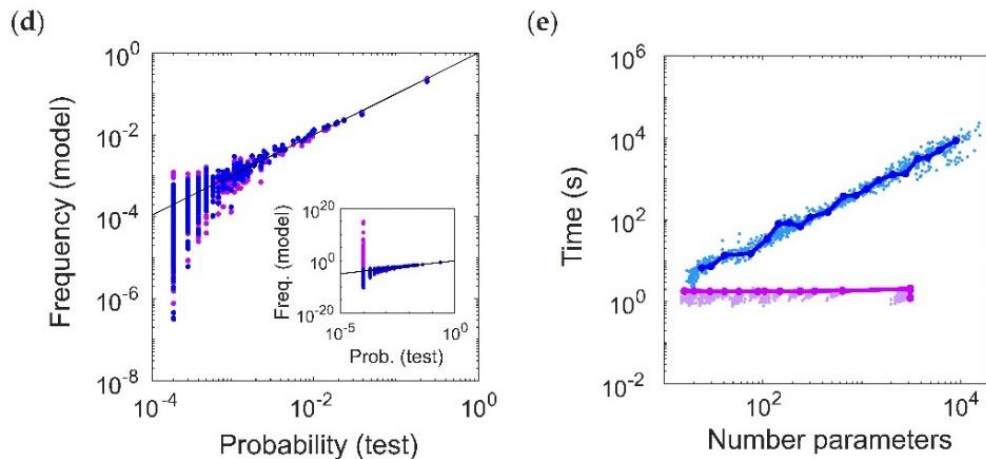 (d)
Frequency (model)
10^0
10^-2
10^-4
10^-6
10^-8
10^-4
10^-2
10^0
Probability (test)
Freq. (model)
10^20
10^0
10^-20
10^-5
10^0
Prob. (test)
(e)
Time (s)
10^6
10^4
10^2
10^0
10^-2
10^2
10^4
Number parameters